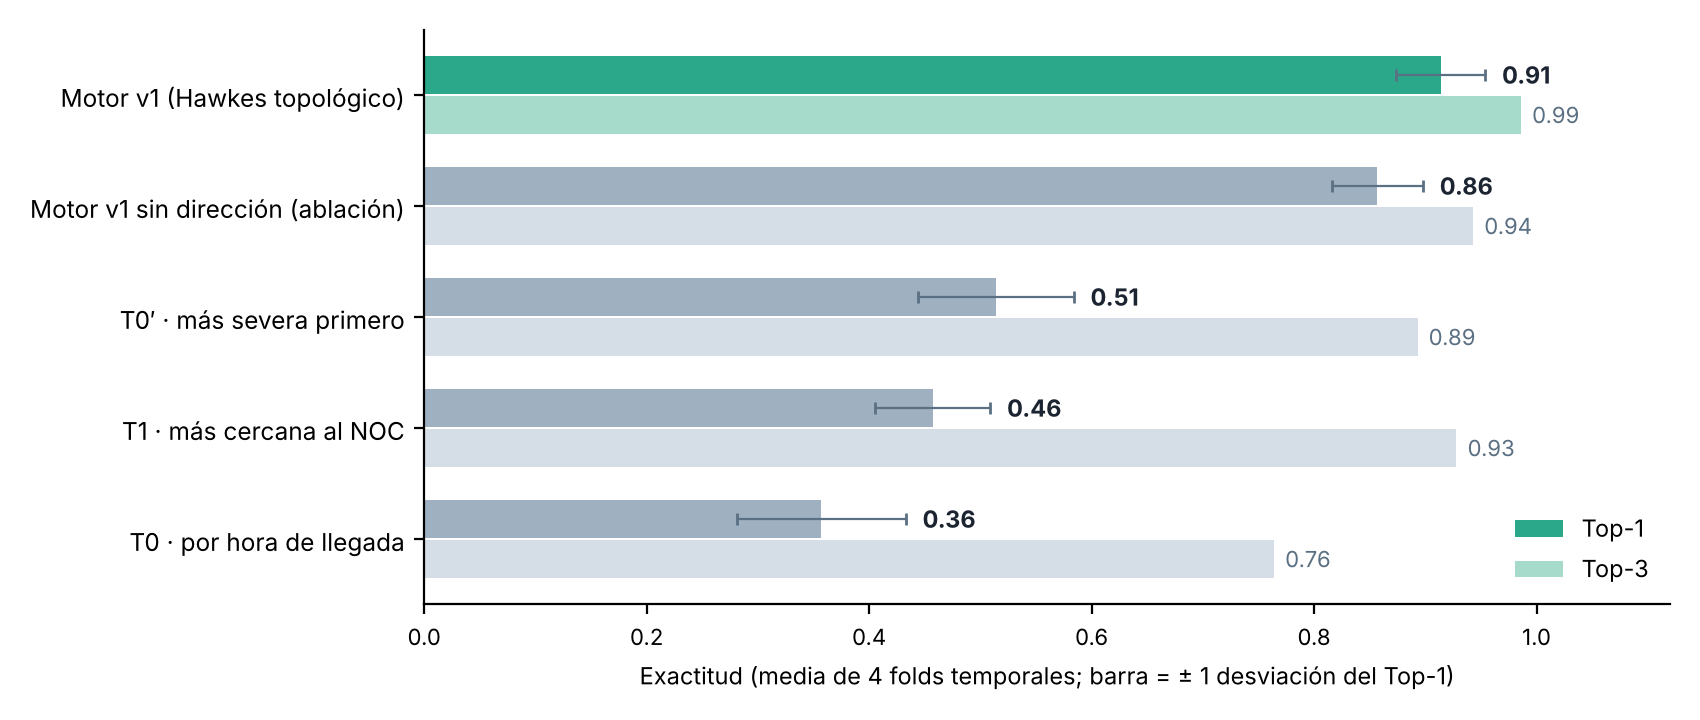 Motor v1 (Hawkes topológico)
0.91
0.99
Motor v1 sin dirección (ablación)
0.86
0.94
T0′ · más severa primero
0.51
0.89
T1 · más cercana al NOC
0.46
0.93
T0 · por hora de llegada
0.36
0.76
Top-1
Top-3
0.0 0.2 0.4 0.6 0.8 1.0
Exactitud (media de 4 folds temporales; barra = ± 1 desviación del Top-1)